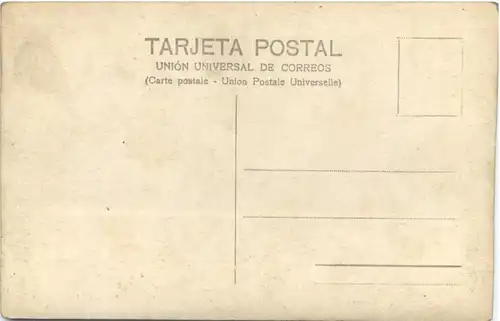 TARJETA POSTAL
UNIÓN UNIVERSAL DE CORREOS
(Carte postale - Union Postale Universelle)